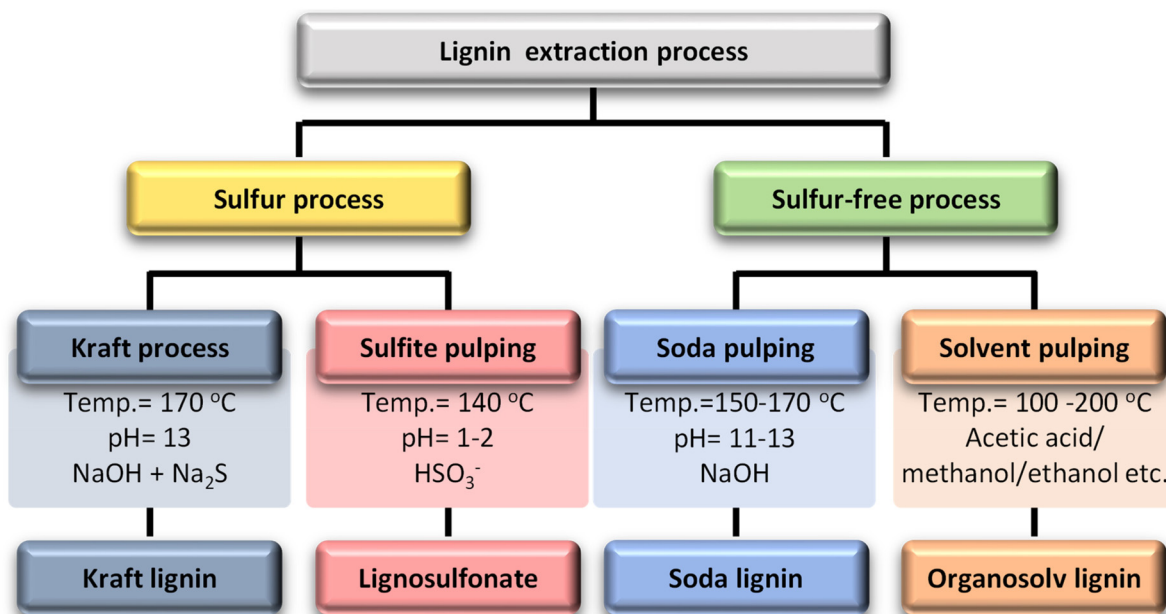 Lignin extraction process
Sulfur process
Sulfur-free process
Kraft process
Temp.= 170 °C
pH= 13
NaOH + Na₂S
Kraft lignin
Sulfite pulping
Temp.= 140 °C
pH= 1-2
HSO₃⁻
Lignosulfonate
Soda pulping
Temp.=150-170 °C
pH= 11-13
NaOH
Soda lignin
Solvent pulping
Temp.= 100 -200 °C
Acetic acid/
methanol/ethanol etc.
Organosolv lignin